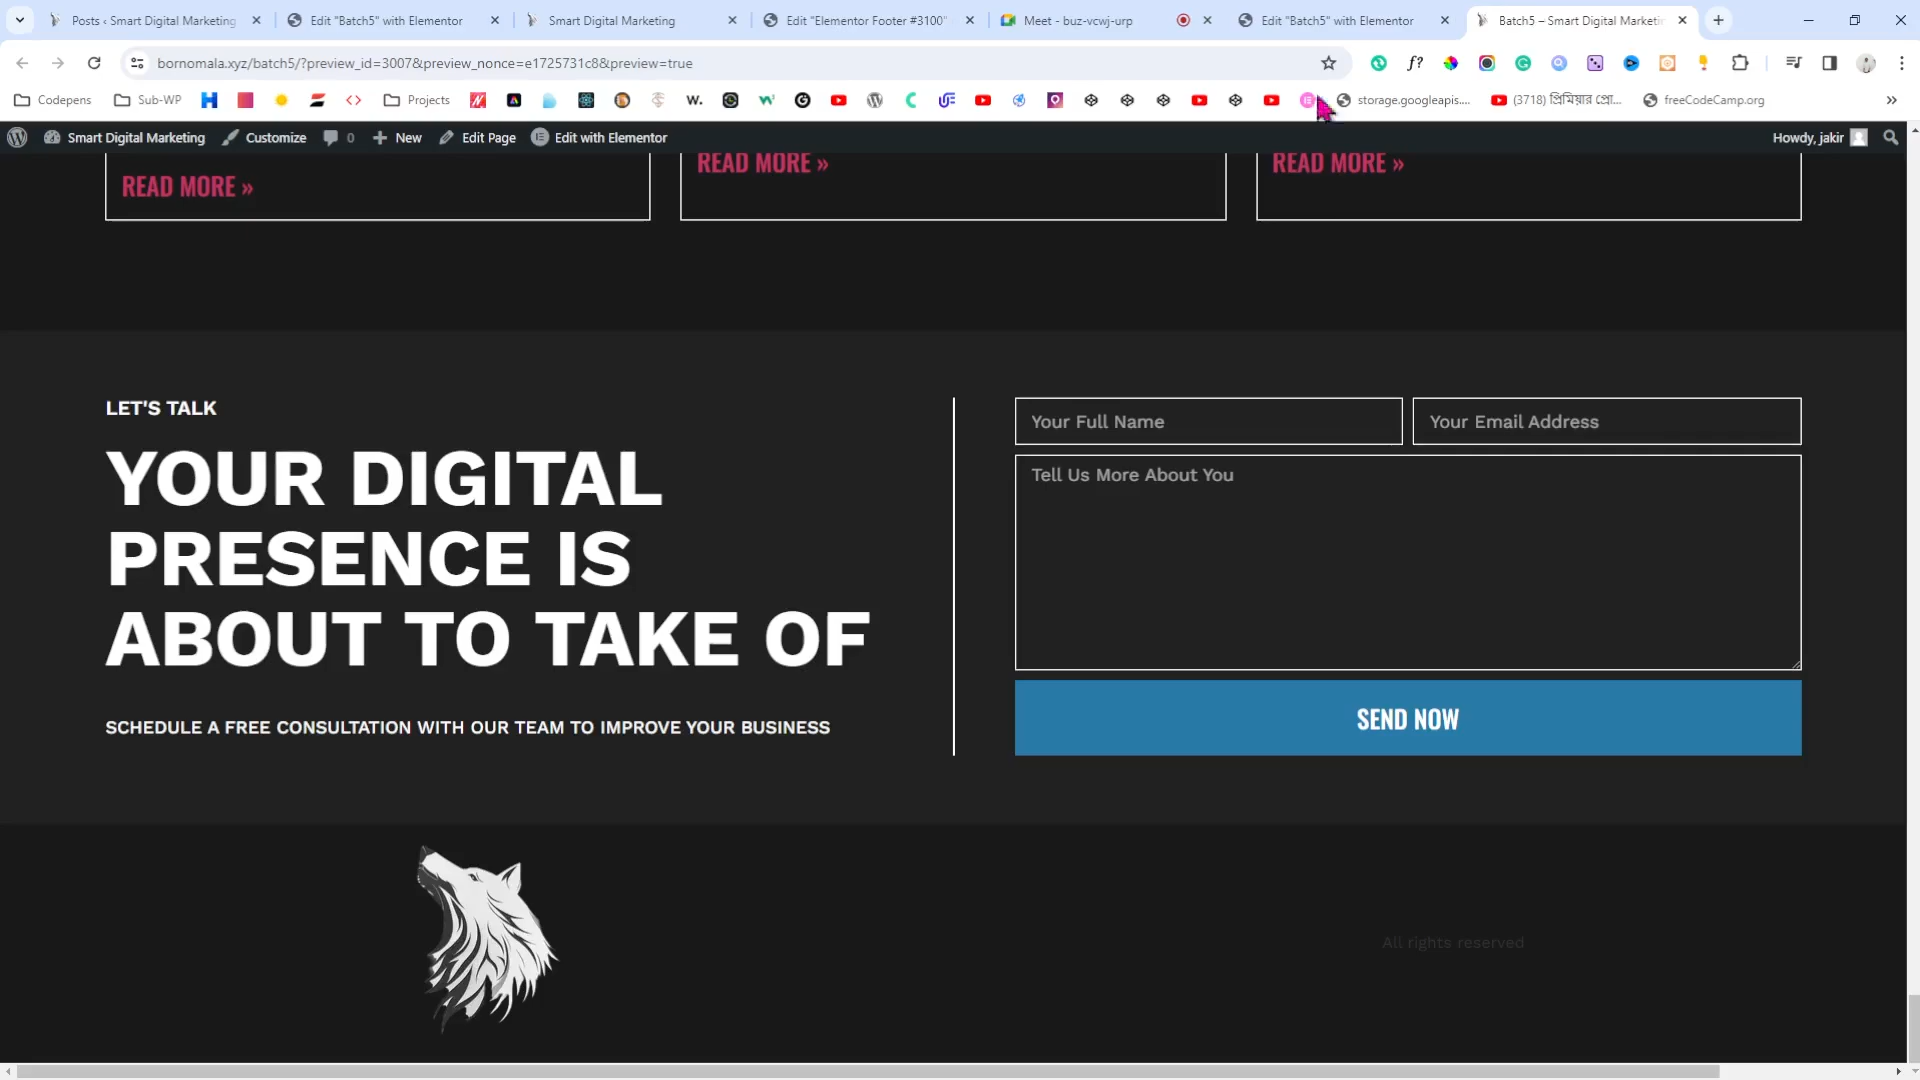 Posts ‹ Smart Digital Marketing
Edit "Batch5" with Elementor
Smart Digital Marketing
Edit "Elementor Footer #3100"
Meet - buz-vcwj-urp
Edit "Batch5" with Elementor
Batch5 – Smart Digital Marketin
bornomala.xyz/batch5/?preview_id=3007&preview_nonce=e1725731c8&preview=true
Codepens
Sub-WP
Projects
storage.googleapis....
(3718) প্রিমিয়ার প্রো...
freeCodeCamp.org
Smart Digital Marketing
Customize
0
New
Edit Page
Edit with Elementor
Howdy, jakir
READ MORE »
READ MORE »
READ MORE »
LET'S TALK
YOUR DIGITAL
PRESENCE IS
ABOUT TO TAKE OF
SCHEDULE A FREE CONSULTATION WITH OUR TEAM TO IMPROVE YOUR BUSINESS
Your Full Name
Your Email Address
Tell Us More About You
SEND NOW
All rights reserved